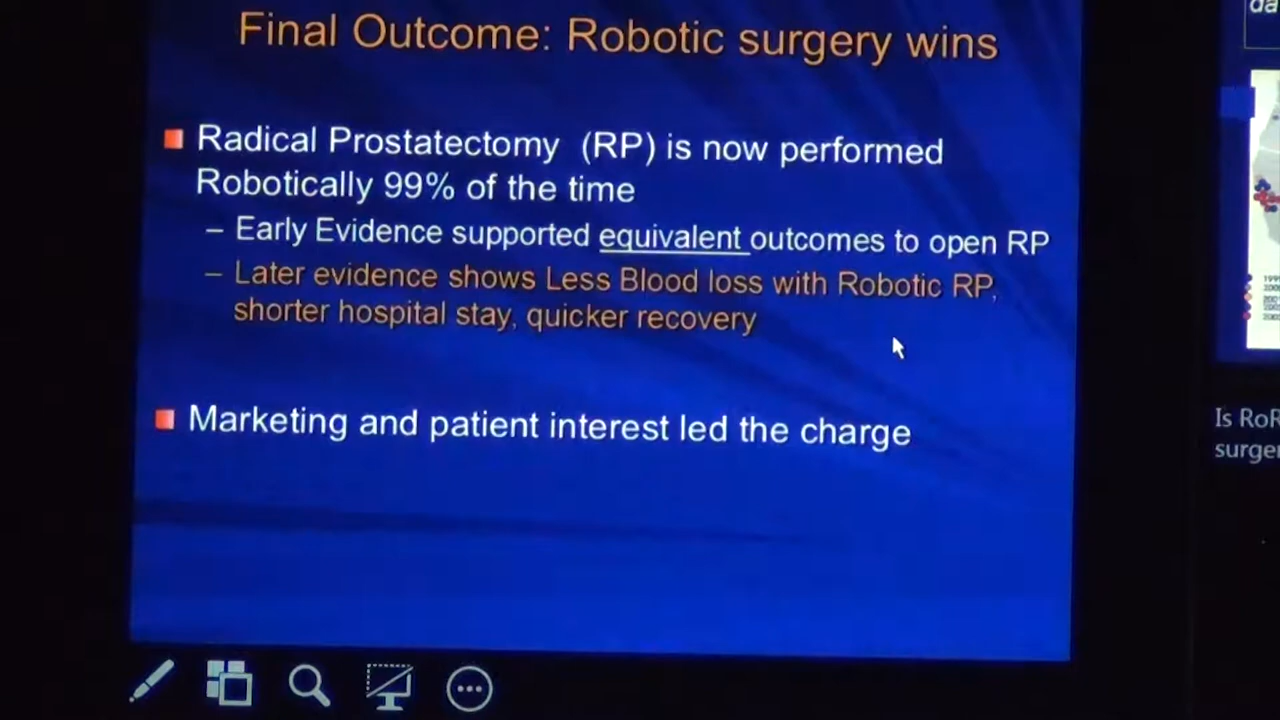 Final Outcome: Robotic surgery wins
Radical Prostatectomy (RP) is now performed
Robotically 99% of the time
– Early Evidence supported equivalent outcomes to open RP
– Later evidence shows Less Blood loss with Robotic RP,
shorter hospital stay, quicker recovery
Marketing and patient interest led the charge
Is